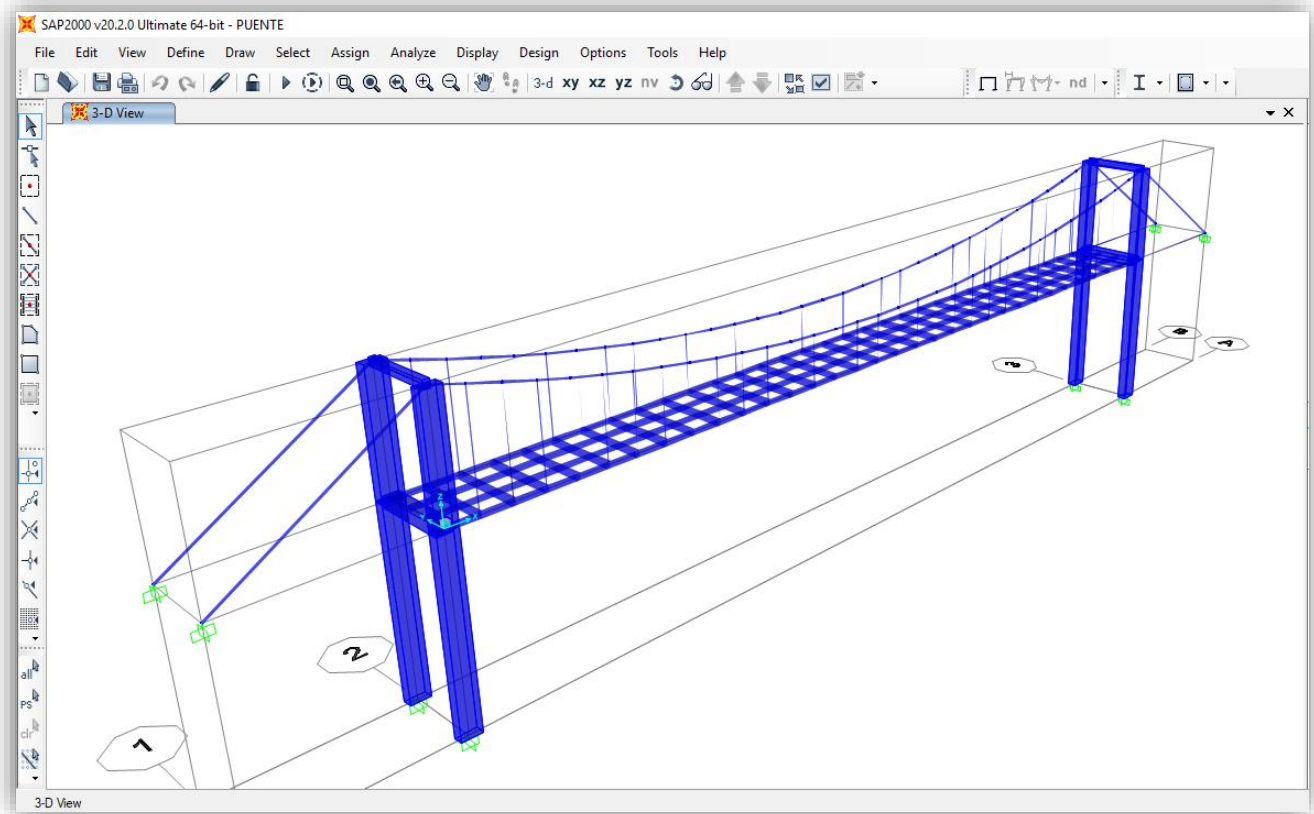 SAP2000 v20.2.0 Ultimate 64-bit - PUENTE
File Edit View Define Draw Select Assign Analyze Display Design Options Tools Help
3-d xy xz yz nv nd
3-D View
Z
Y X
B A
3
2
1
all
PS
clr
3-D View